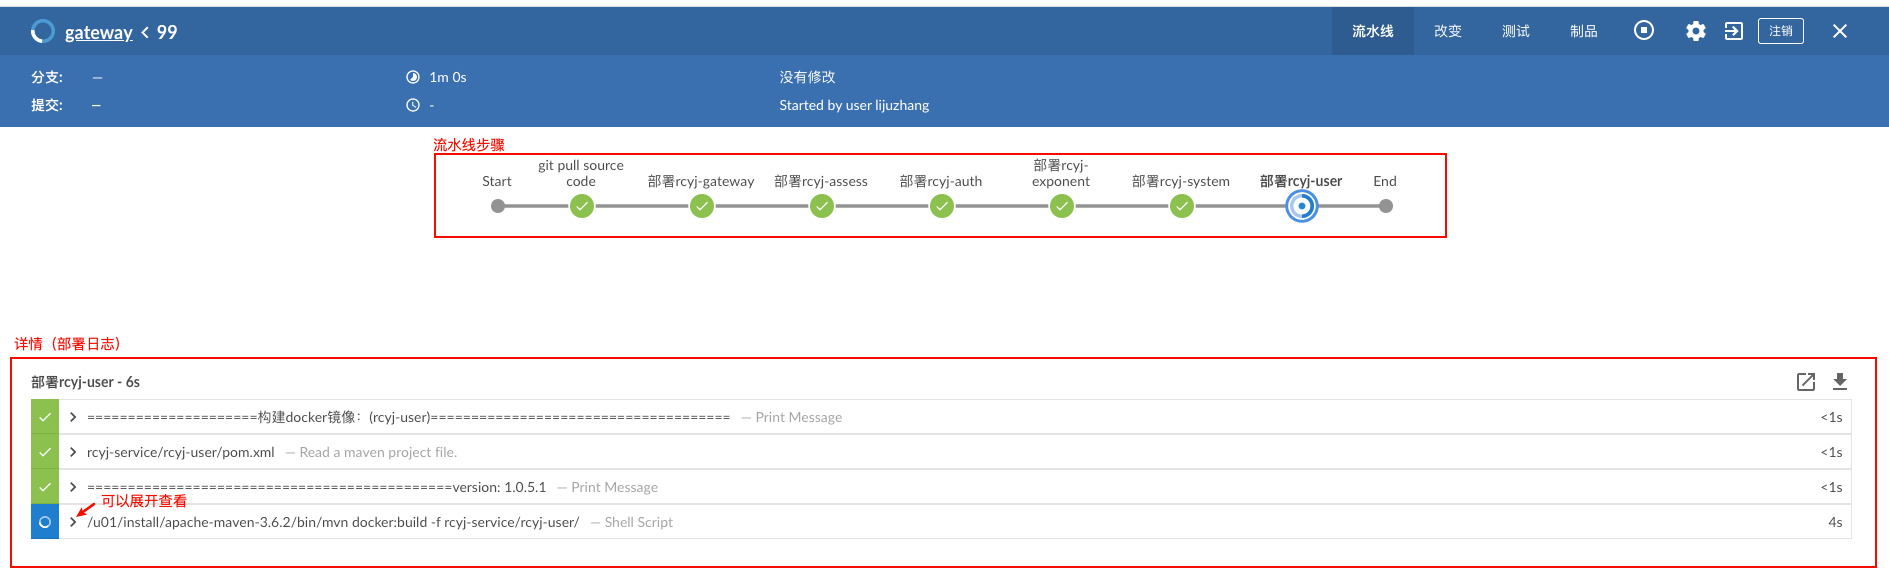 gateway < 99
流水线 改变 测试 制品 注销
分支: — 1m 0s 没有修改
提交: — - Started by user lijuzhang
流水线步骤
Start
git pull source
code
部署rcyj-gateway
部署rcyj-assess
部署rcyj-auth
部署rcyj-
exponent
部署rcyj-system
部署rcyj-user
End
详情（部署日志）
部署rcyj-user - 6s
=====================构建docker镜像：(rcyj-user)===================================== — Print Message <1s
rcyj-service/rcyj-user/pom.xml — Read a maven project file. <1s
=============================================version: 1.0.5.1 — Print Message <1s
可以展开查看
/u01/install/apache-maven-3.6.2/bin/mvn docker:build -f rcyj-service/rcyj-user/ — Shell Script 4s